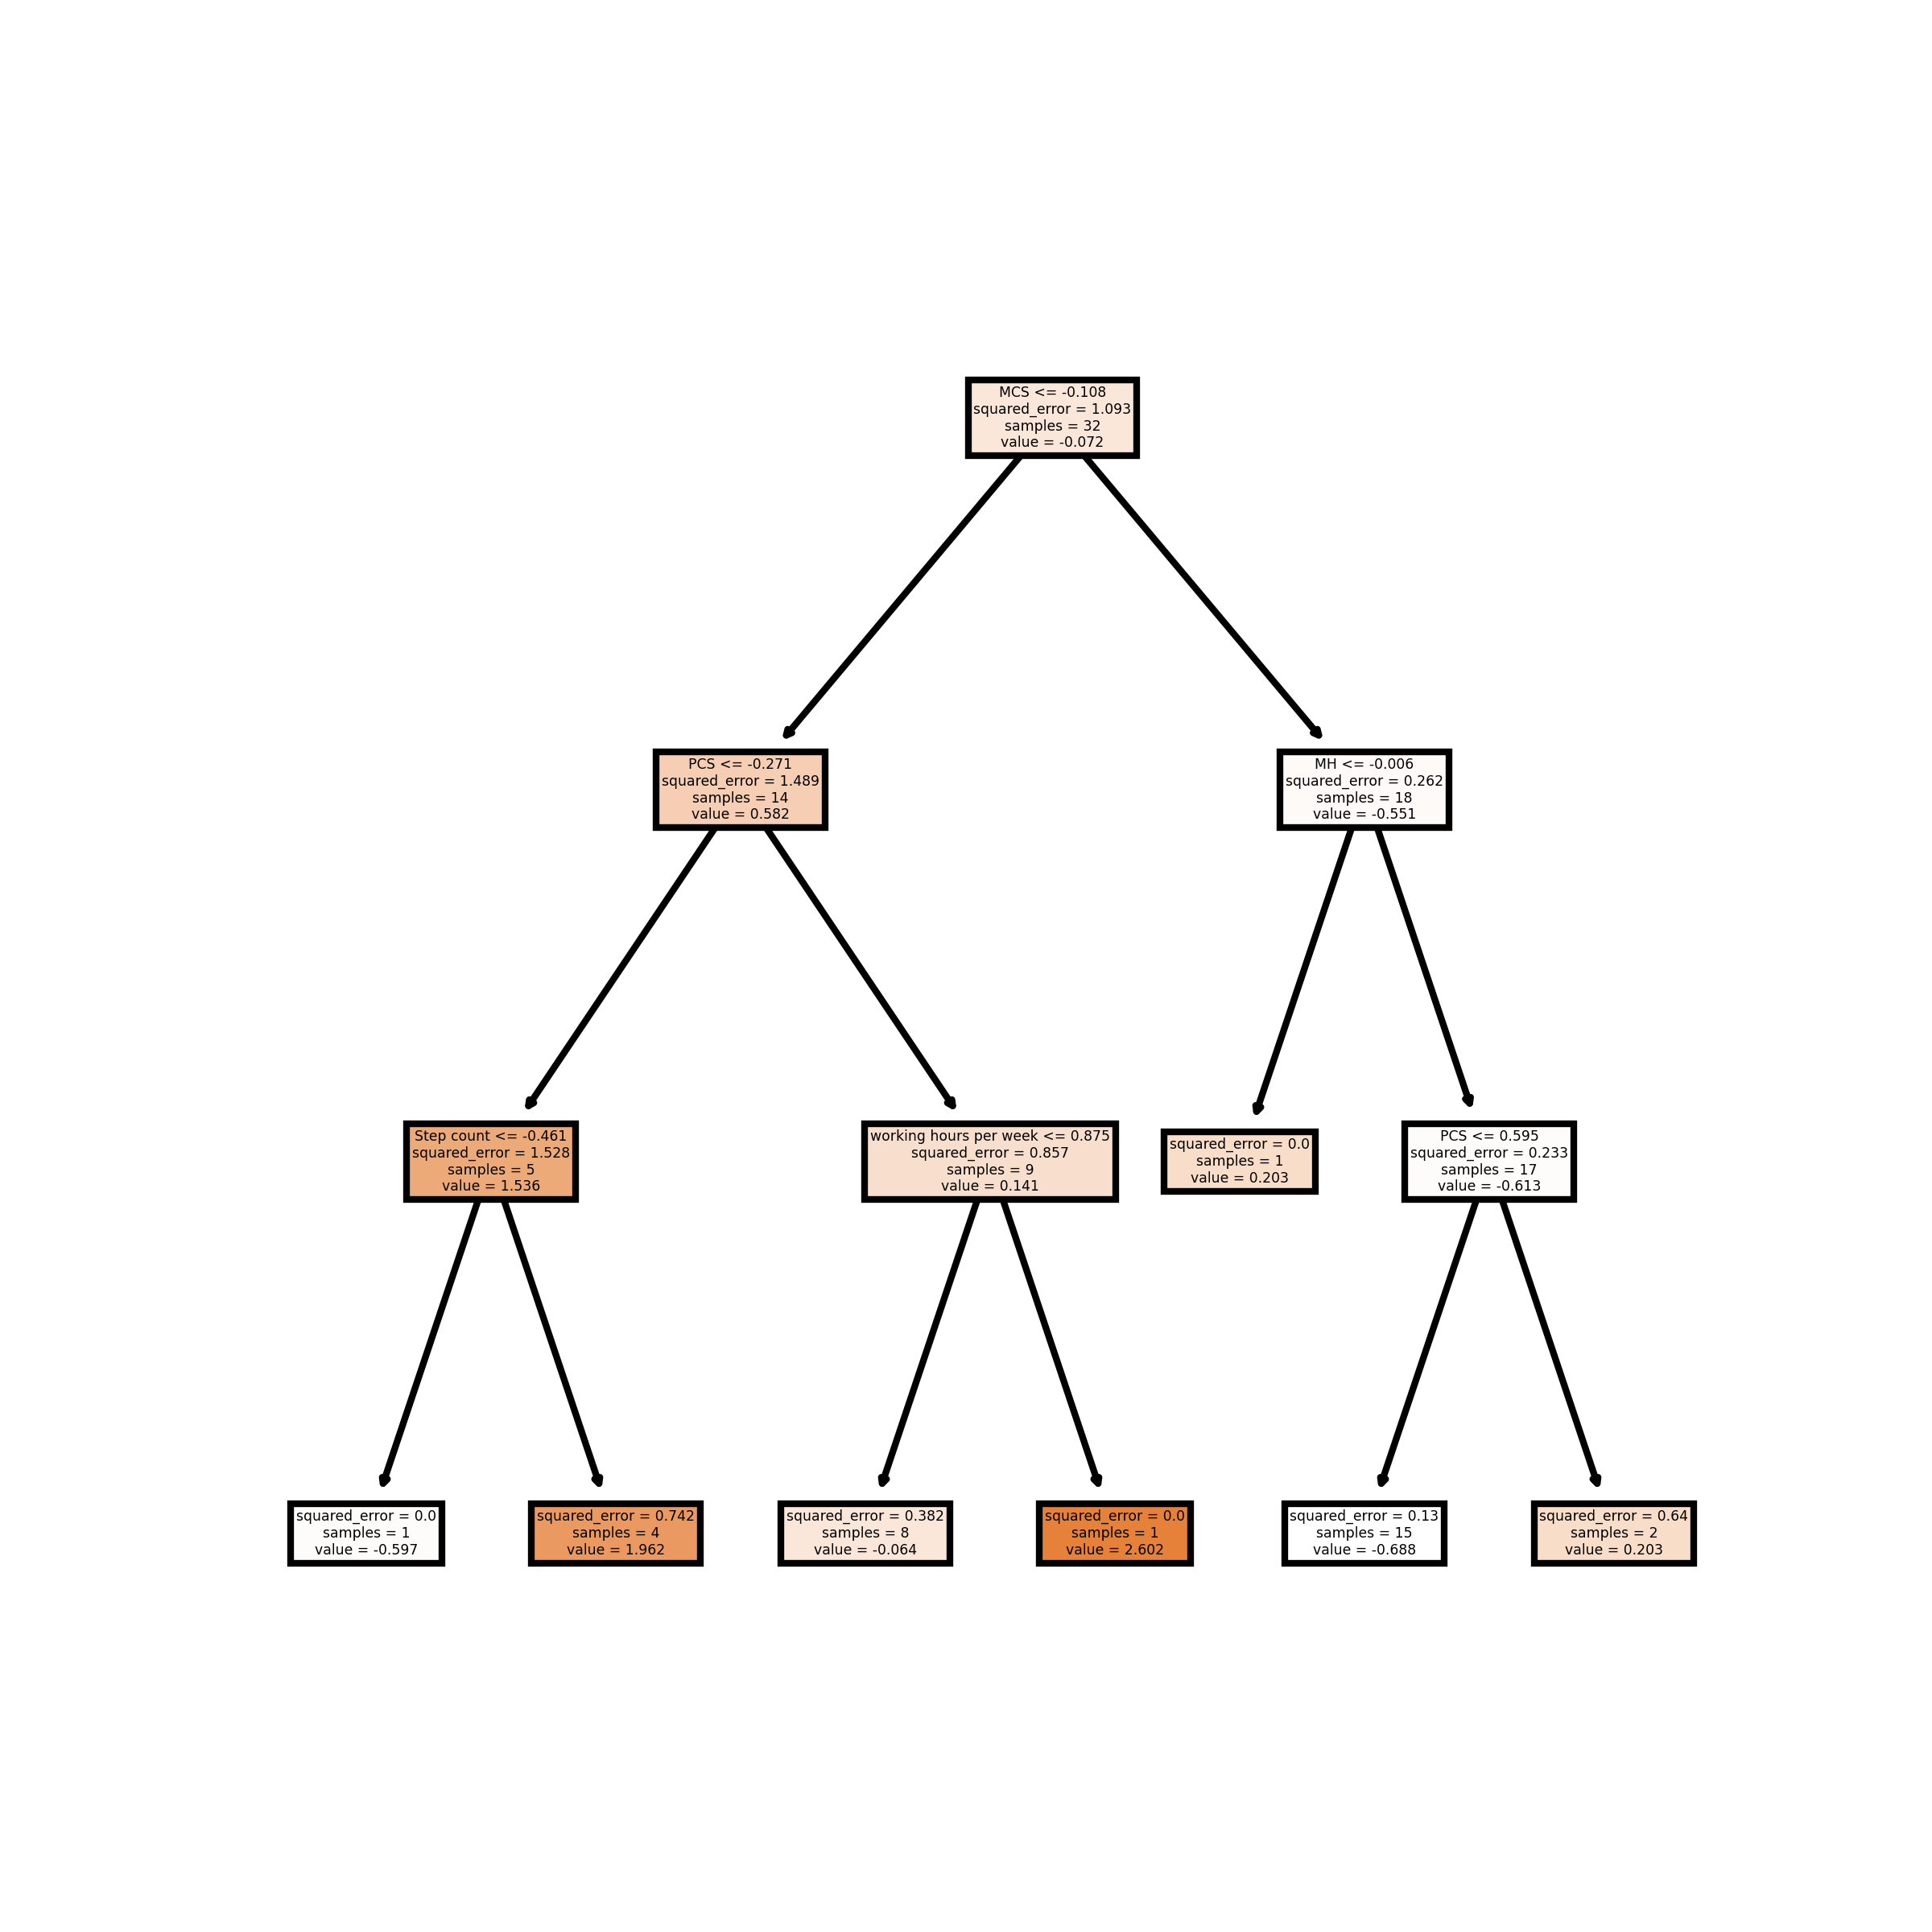 MCS <= -0.108
squared_error = 1.093
samples = 32
value = -0.072
PCS <= -0.271
squared_error = 1.489
samples = 14
value = 0.582
MH <= -0.006
squared_error = 0.262
samples = 18
value = -0.551
Step count <= -0.461
squared_error = 1.528
samples = 5
value = 1.536
working hours per week <= 0.875
squared_error = 0.857
samples = 9
value = 0.141
squared_error = 0.0
samples = 1
value = 0.203
PCS <= 0.595
squared_error = 0.233
samples = 17
value = -0.613
squared_error = 0.0
samples = 1
value = -0.597
squared_error = 0.742
samples = 4
value = 1.962
squared_error = 0.382
samples = 8
value = -0.064
squared_error = 0.0
samples = 1
value = 2.602
squared_error = 0.13
samples = 15
value = -0.688
squared_error = 0.64
samples = 2
value = 0.203